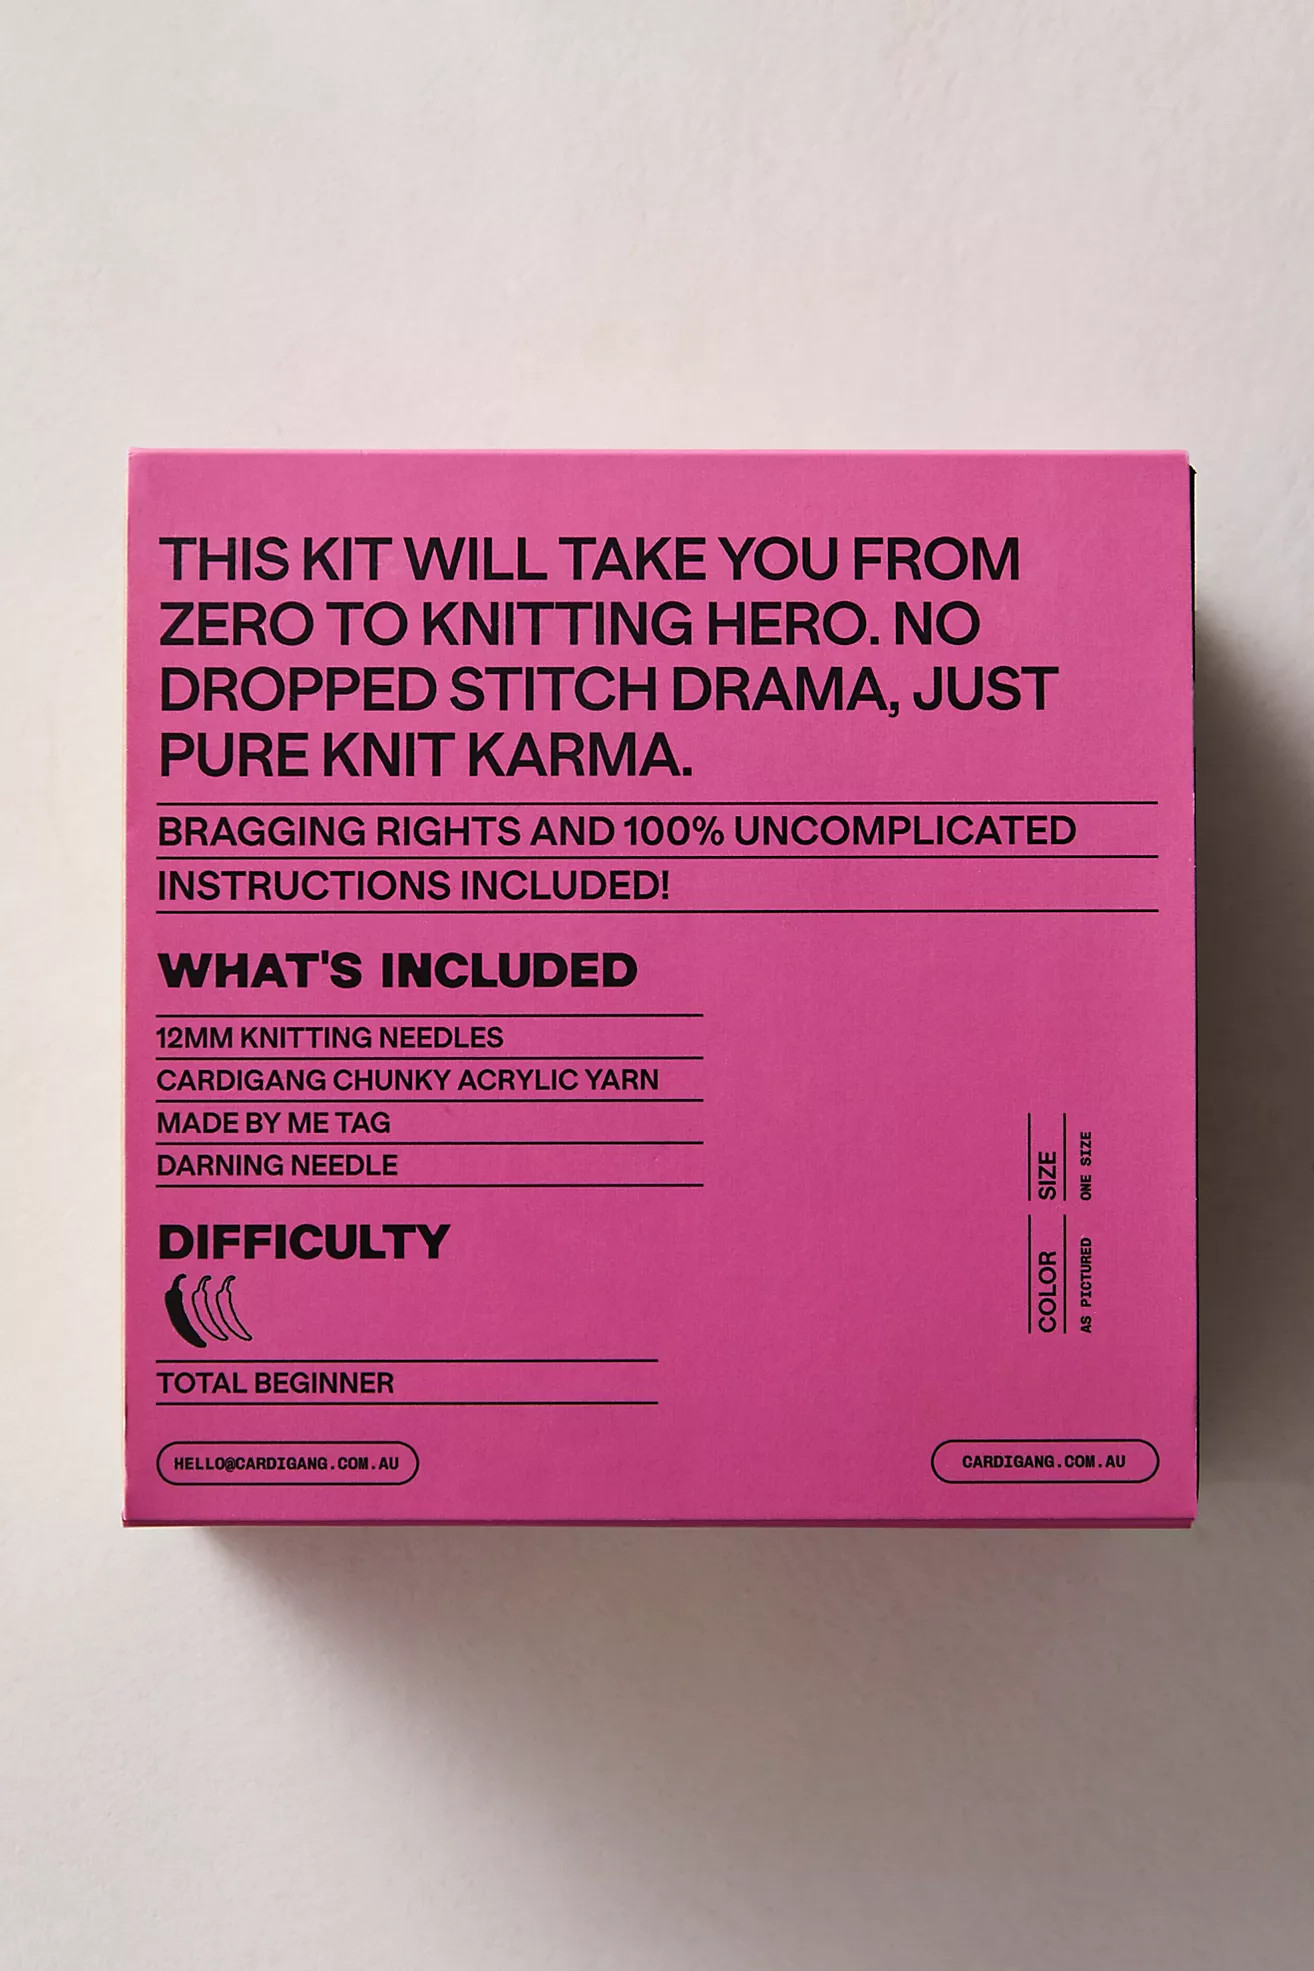 THIS KIT WILL TAKE YOU FROM
ZERO TO KNITTING HERO. NO
DROPPED STITCH DRAMA, JUST
PURE KNIT KARMA.
BRAGGING RIGHTS AND 100% UNCOMPLICATED
INSTRUCTIONS INCLUDED!
WHAT'S INCLUDED
12MM KNITTING NEEDLES
CARDIGANG CHUNKY ACRYLIC YARN
MADE BY ME TAG
DARNING NEEDLE
SIZE
ONE SIZE
COLOR
AS PICTURED
DIFFICULTY
TOTAL BEGINNER
HELLO@CARDIGANG.COM.AU
CARDIGANG.COM.AU